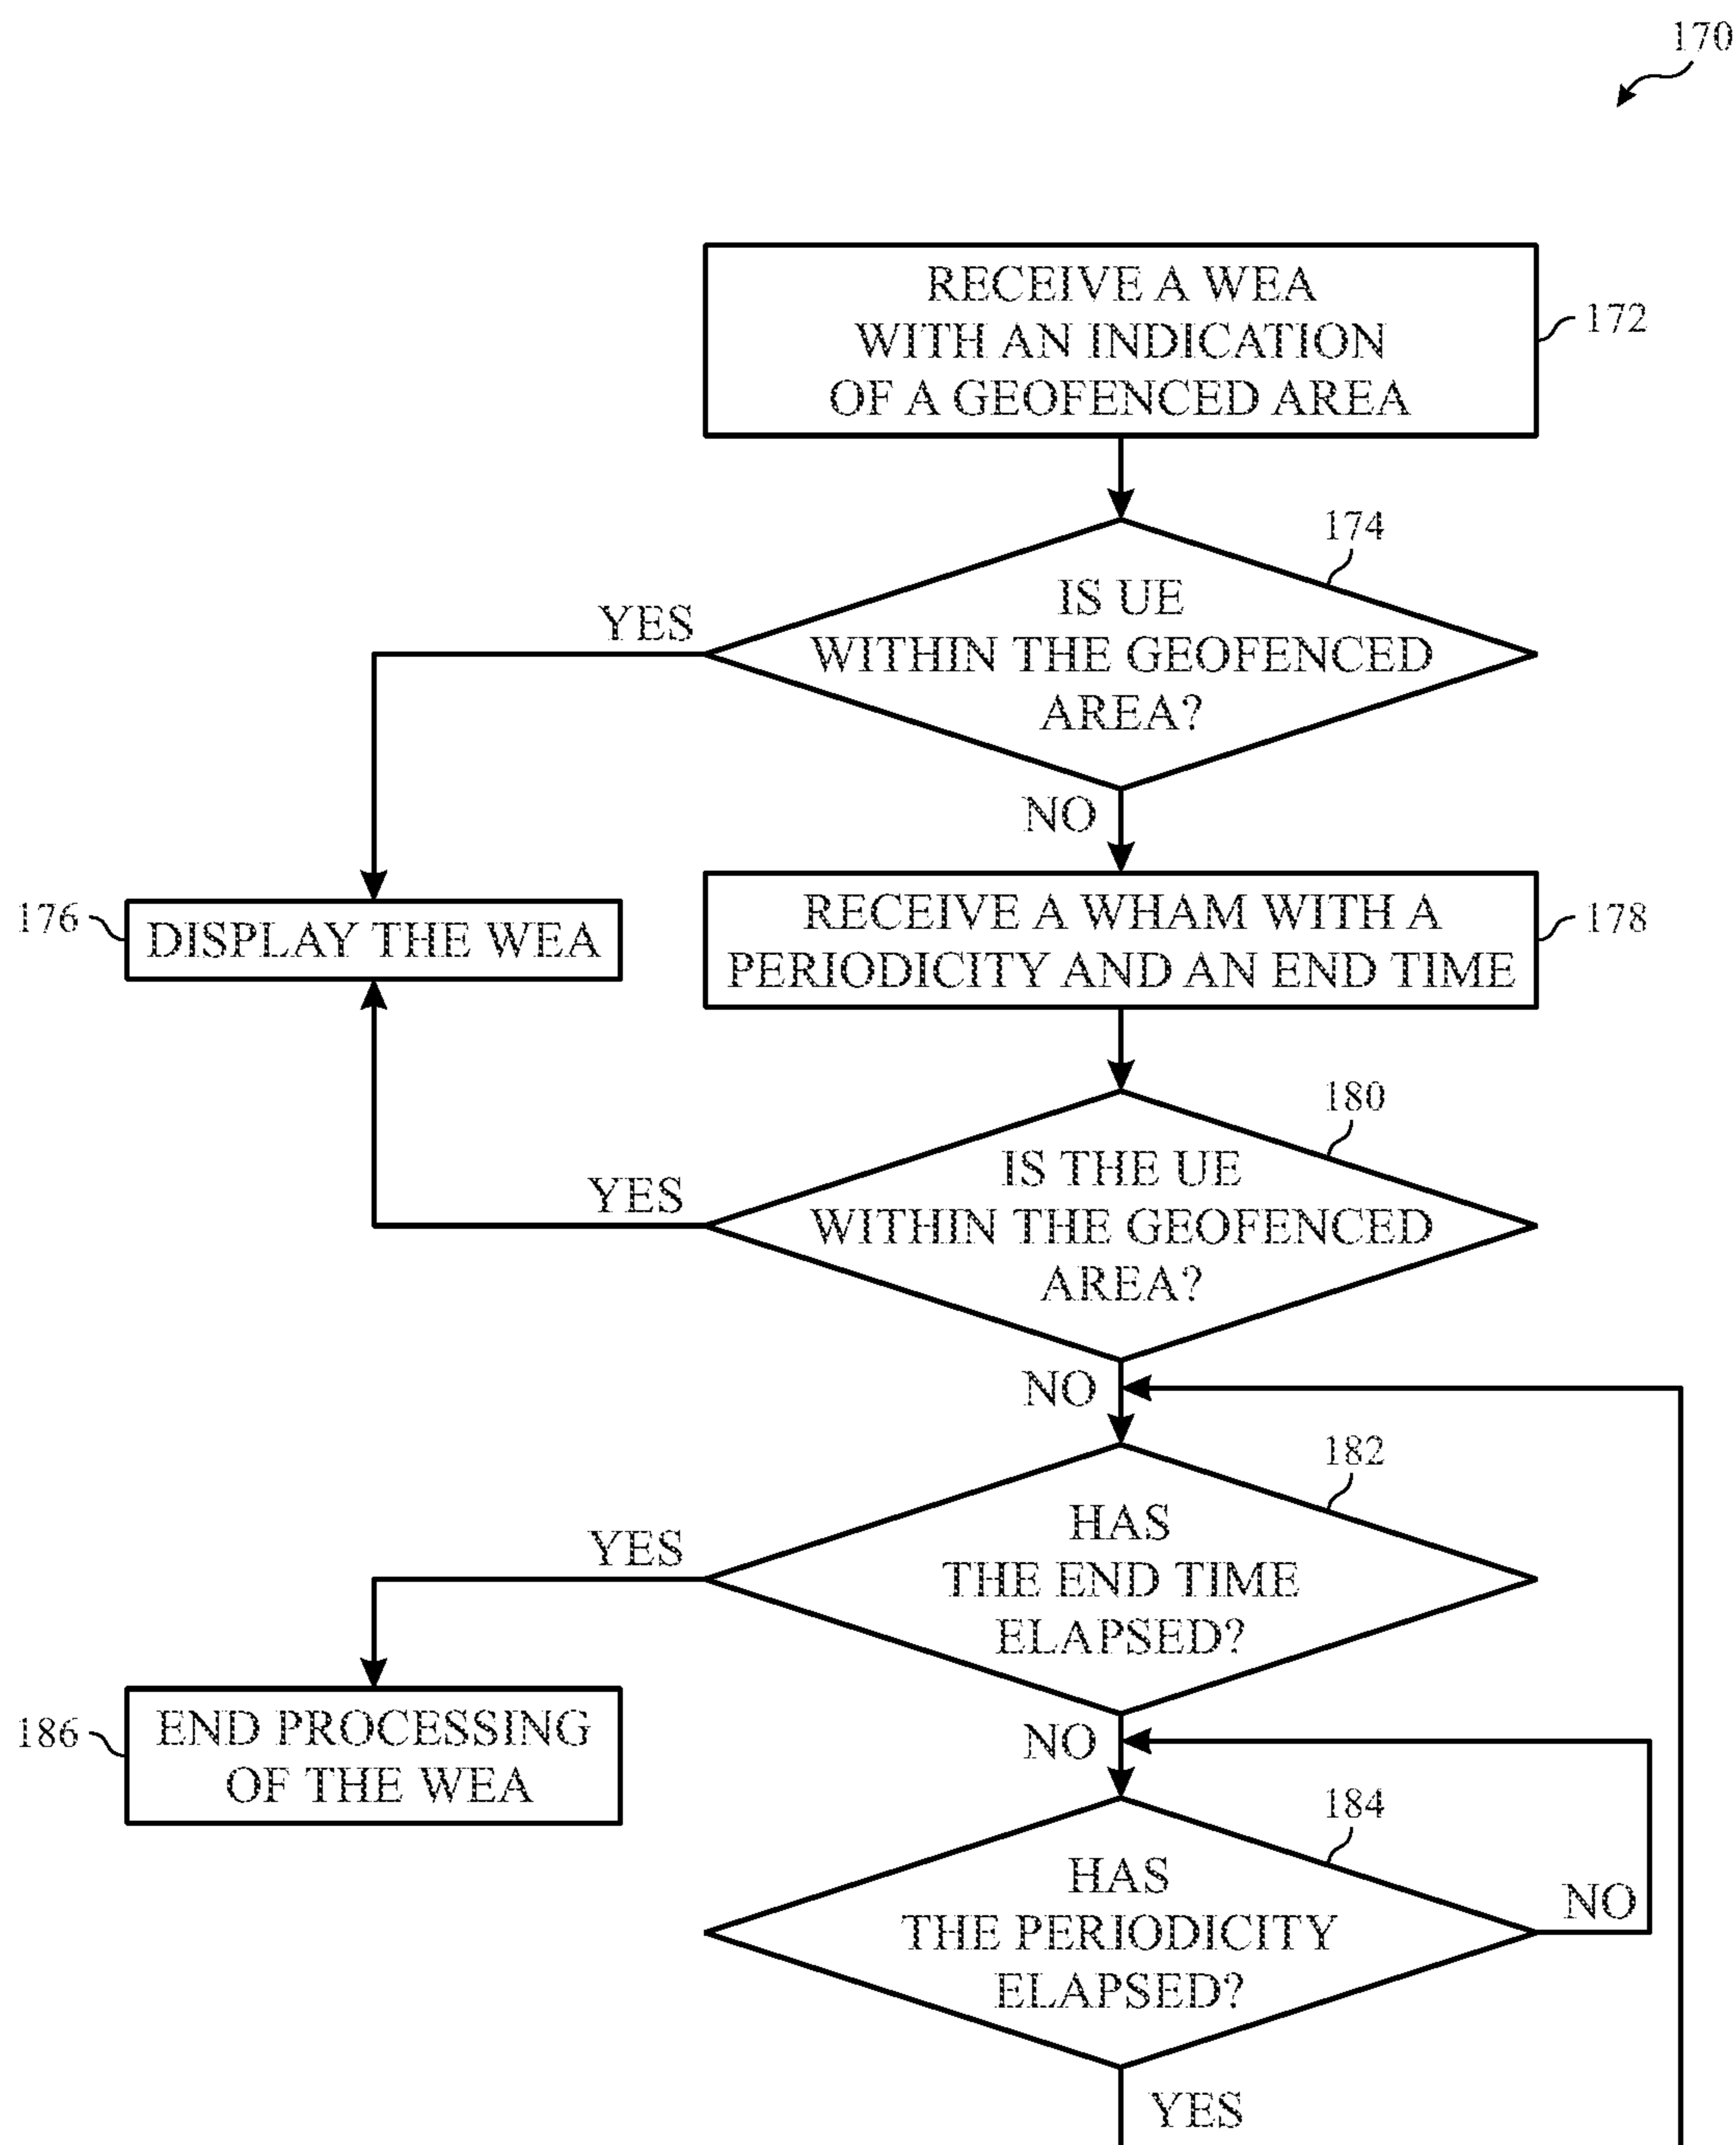 170
RECEIVE A WEA
WITH AN INDICATION
OF A GEOFENCED AREA
172
174
IS UE
WITHIN THE GEOFENCED
AREA?
YES
NO
176
DISPLAY THE WEA
RECEIVE A WHAM WITH A
PERIODICITY AND AN END TIME
178
180
IS THE UE
WITHIN THE GEOFENCED
AREA?
YES
NO
182
HAS
THE END TIME
ELAPSED?
YES
NO
186
END PROCESSING
OF THE WEA
184
HAS
THE PERIODICITY
ELAPSED?
NO
YES